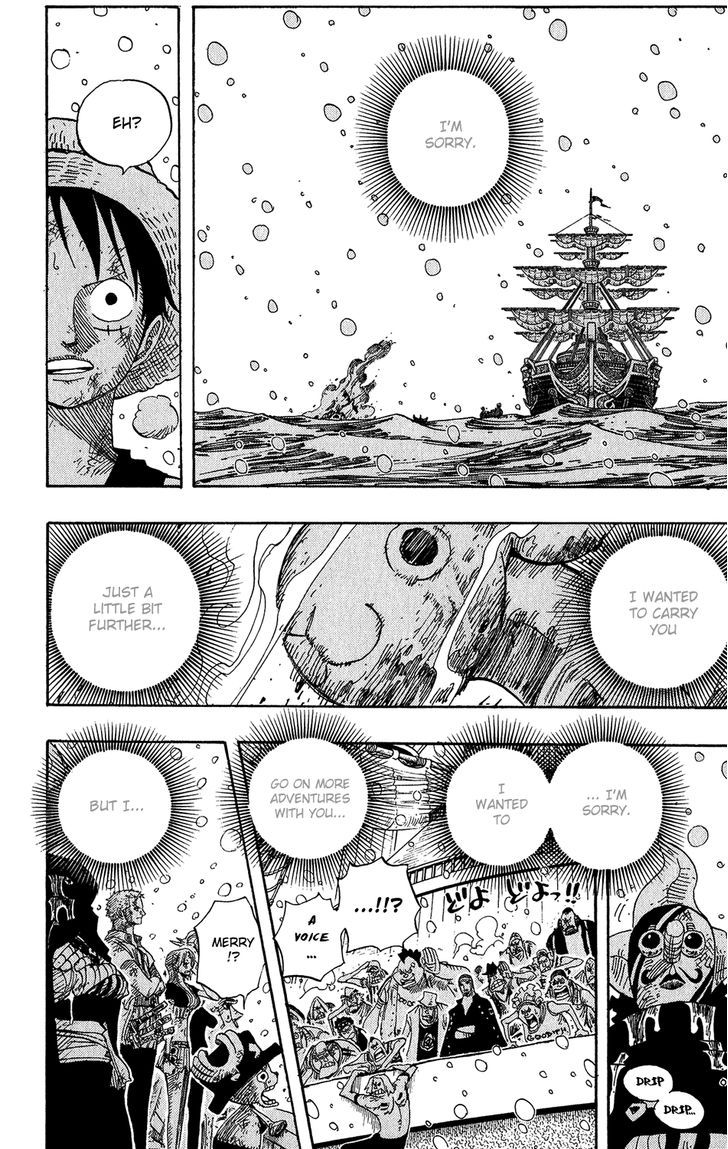 I'M
SORRY.
EH?
I WANTED
TO CARRY
YOU
JUST A
LITTLE BIT
FURTHER...
... I'M
SORRY.
I
WANTED
TO
GO ON MORE
ADVENTURES
WITH YOU...
BUT I...
DRIP
DRIP...
どよ どよっ!!
...!!?
A
VOICE
...
MERRY
!?